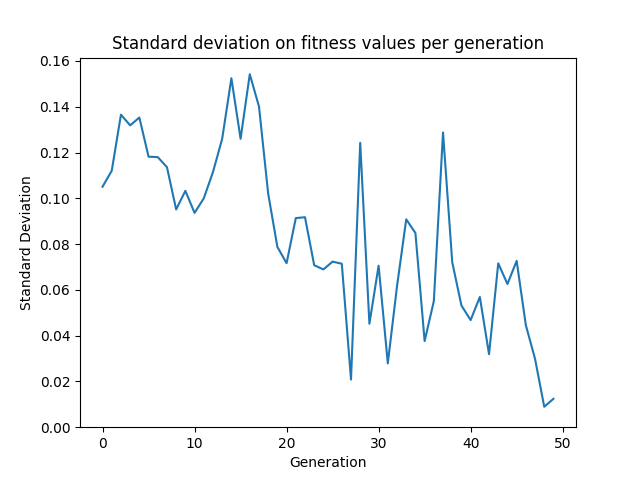 Standard deviation on fitness values per generation
0.16
0.14
0.12
0.10
0.08
0.06
0.04
0.02
0.00
Standard Deviation
0 10 20 30 40 50
Generation